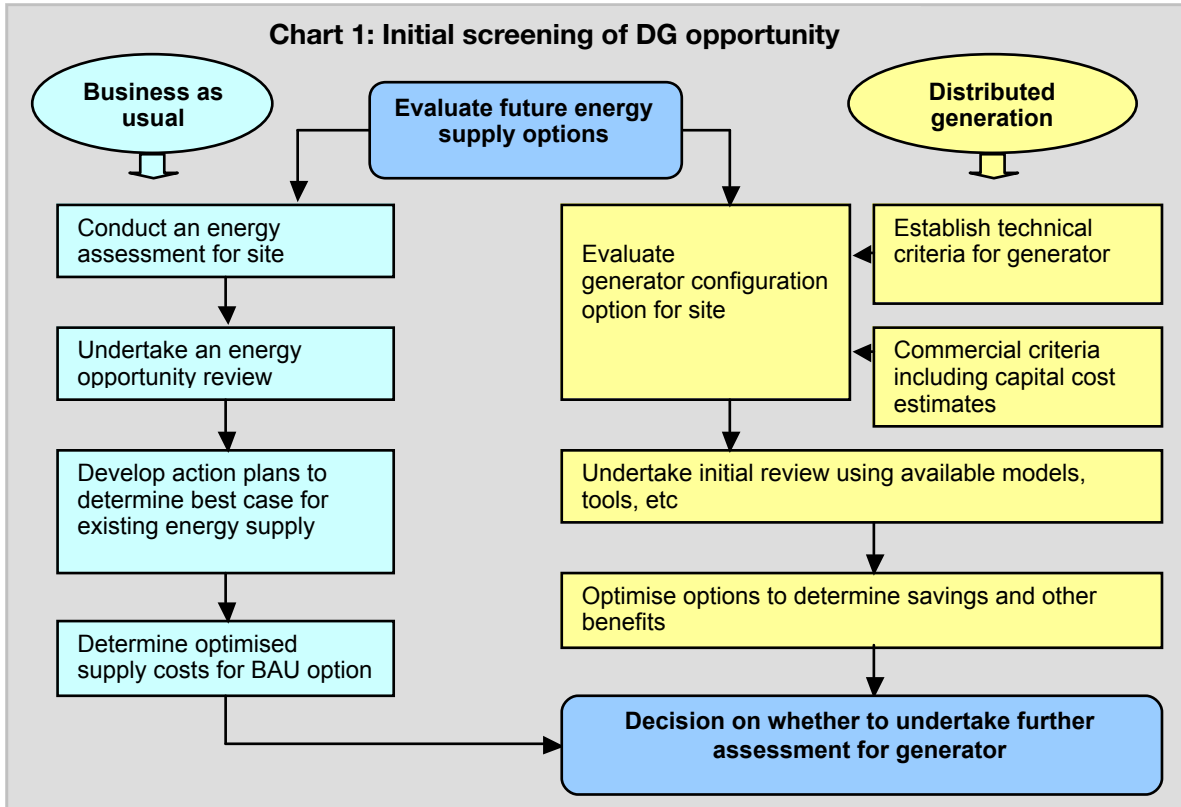 Chart 1: Initial screening of DG opportunity
Business as
usual
Evaluate future energy
supply options
Distributed
generation
Conduct an energy
assessment for site
Undertake an energy
opportunity review
Develop action plans to
determine best case for
existing energy supply
Determine optimised
supply costs for BAU option
Evaluate
generator configuration
option for site
Establish technical
criteria for generator
Commercial criteria
including capital cost
estimates
Undertake initial review using available models,
tools, etc
Optimise options to determine savings and other
benefits
Decision on whether to undertake further
assessment for generator